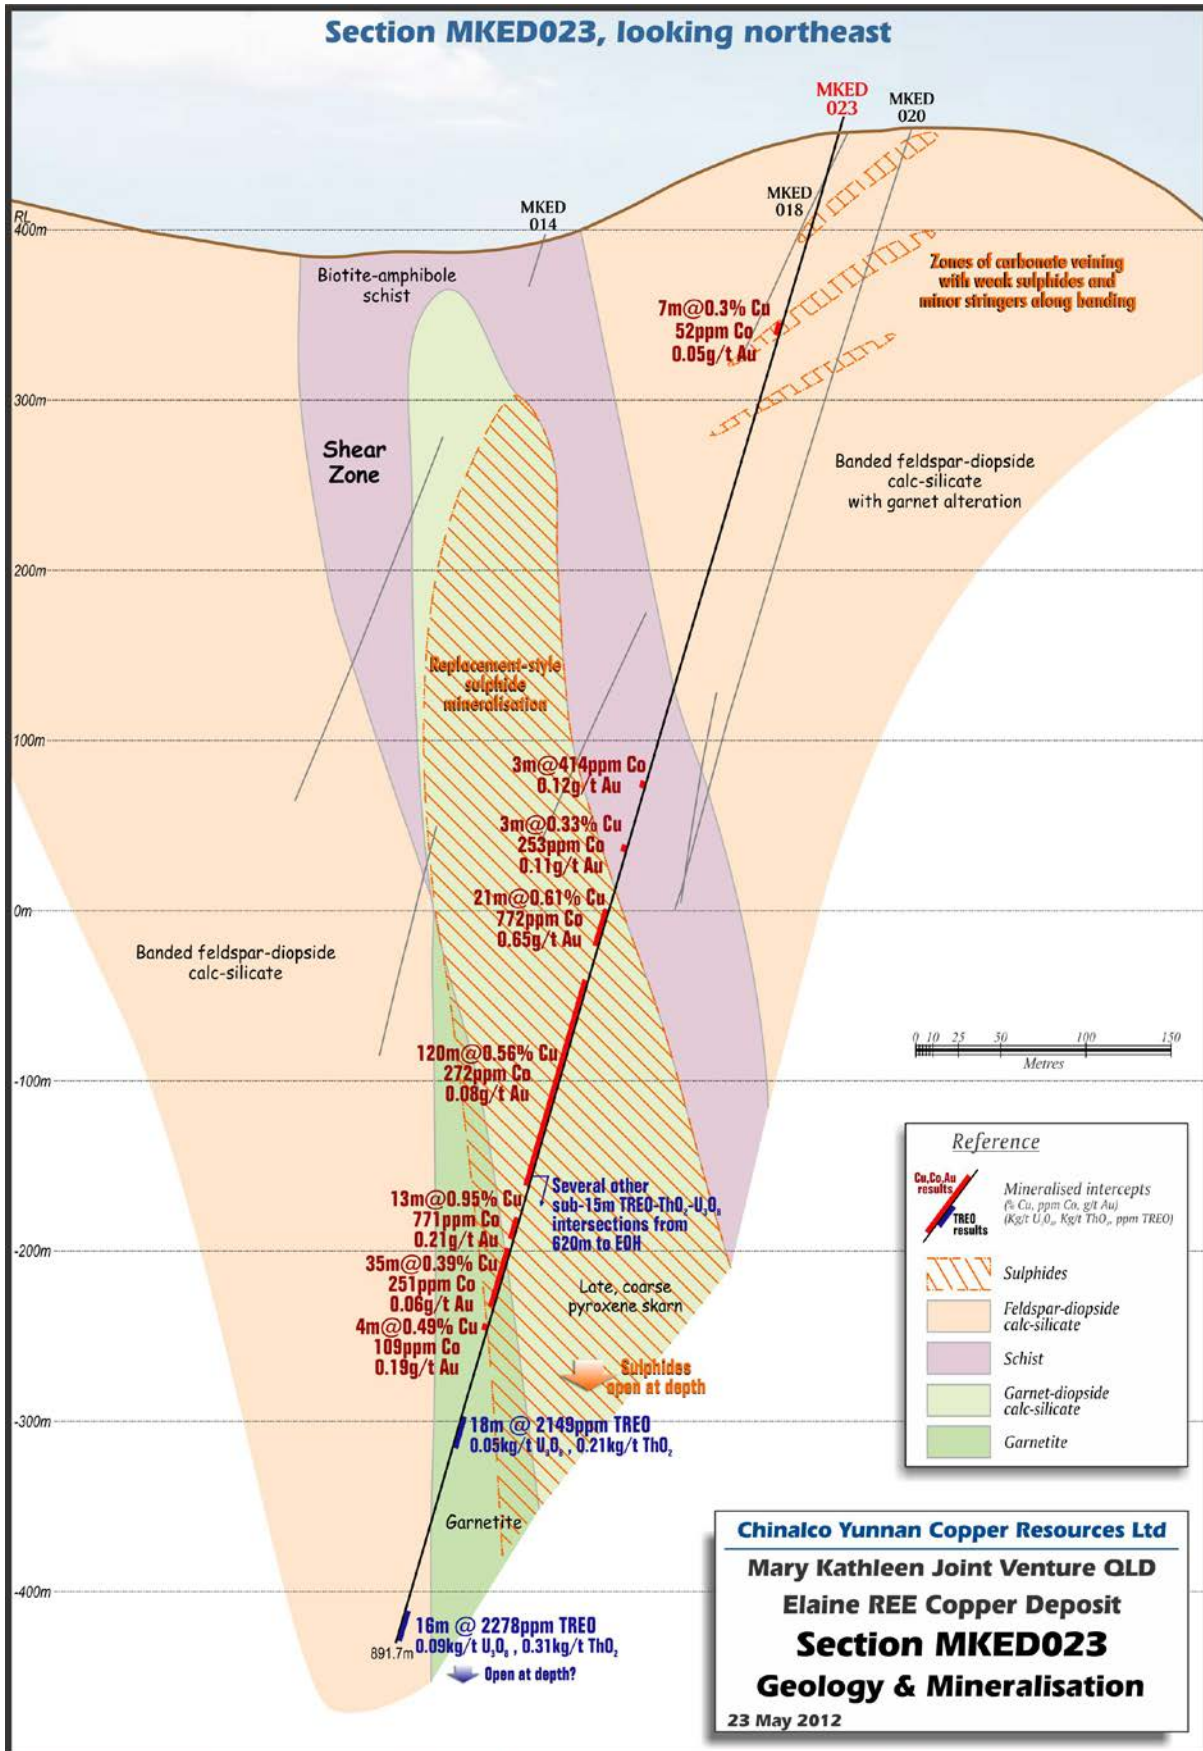 Section MKED023, looking northeast
MKED
023
MKED
020
MKED
018
MKED
014
RL
400m
Biotite-amphibole
schist
Zones of carbonate veining
with weak sulphides and
minor stringers along banding
7m@0.3% Cu
52ppm Co
0.05g/t Au
300m
Shear
Zone
Banded feldspar-diopside
calc-silicate
with garnet alteration
200m
Replacement-style
sulphide
mineralisation
100m
3m@414ppm Co
0.12g/t Au
3m@0.33% Cu
253ppm Co
0.11g/t Au
21m@0.61% Cu
772ppm Co
0.65g/t Au
0m
Banded feldspar-diopside
calc-silicate
0 10 25 50 100 150
Metres
120m@0.56% Cu
272ppm Co
0.08g/t Au
-100m
13m@0.95% Cu
771ppm Co
0.21g/t Au
Several other
sub-15m TREO-ThO₂-U₃O₈
intersections from
620m to EOH
-200m
35m@0.39% Cu
251ppm Co
0.06g/t Au
Late, coarse
pyroxene skarn
4m@0.49% Cu
109ppm Co
0.19g/t Au
Sulphides
open at depth
-300m
18m @ 2149ppm TREO
0.05kg/t U₃O₈ , 0.21kg/t ThO₂
Garnetite
-400m
16m @ 2278ppm TREO
0.09kg/t U₃O₈ , 0.31kg/t ThO₂
891.7m
Open at depth?
Reference
Cu,Co,Au
results
TREO
results
Mineralised intercepts
(% Cu, ppm Co, g/t Au)
(Kg/t U₃O₈, Kg/t ThO₂, ppm TREO)
Sulphides
Feldspar-diopside
calc-silicate
Schist
Garnet-diopside
calc-silicate
Garnetite
Chinalco Yunnan Copper Resources Ltd
Mary Kathleen Joint Venture QLD
Elaine REE Copper Deposit
Section MKED023
Geology & Mineralisation
23 May 2012